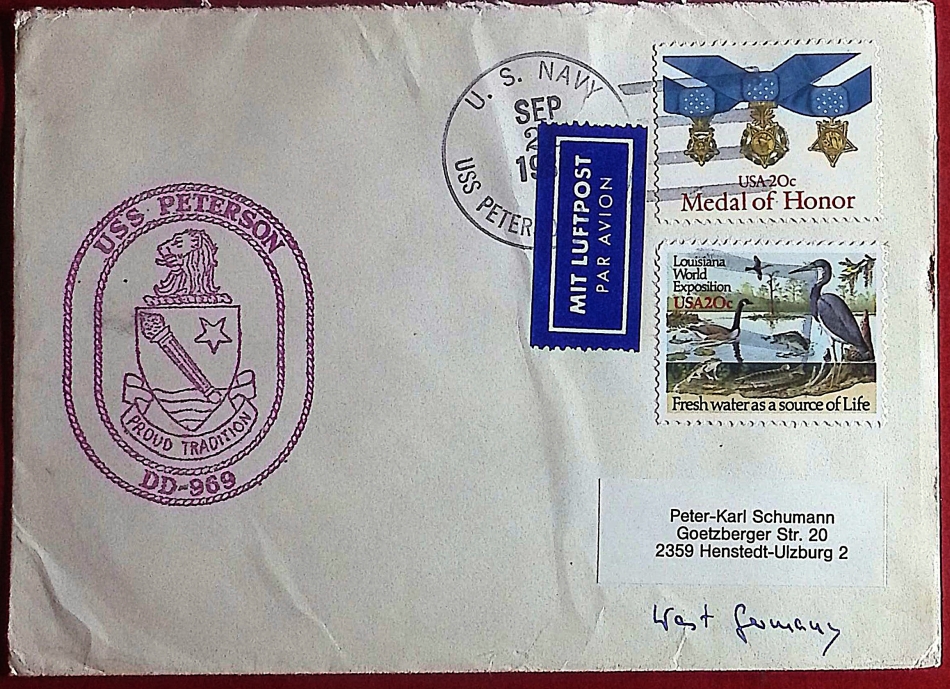 USS PETERSON
PROUD TRADITION
DD-969
U. S. NAVY
SEP
USS
MIT LUFTPOST
PAR AVION
USA 20c
Medal of Honor
Louisiana
World
Exposition
USA 20c
Fresh water as a source of Life
Peter-Karl Schumann
Goetzberger Str. 20
2359 Henstedt-Ulzburg 2
West Germany